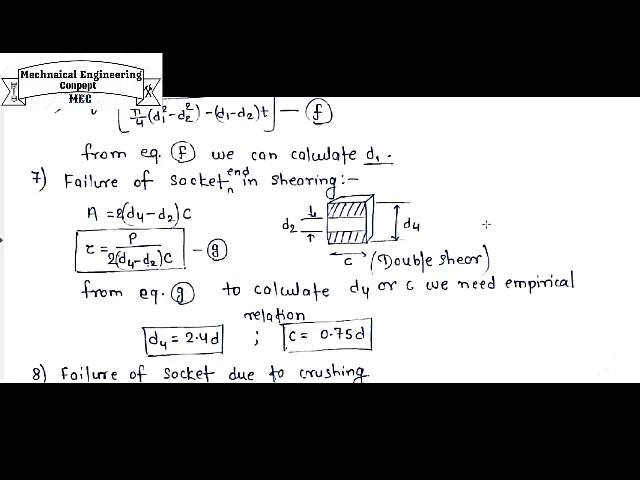 Mechnaical Engineering
Conpept
MEC
π/4(d₁²-d₂²)-(d₁-d₂)t — (f)
from eq. (f) we can calculate d₁.
7) Failure of socket end in shearing:-
A = 2(d4-d2)C
d2
d4
τ = P / 2(d4-d2)C — (g)
C (Double shear)
from eq. (g) to calculate d4 or c we need empirical
relation
d4 = 2.4d ; C = 0.75d
8) Failure of socket due to crushing